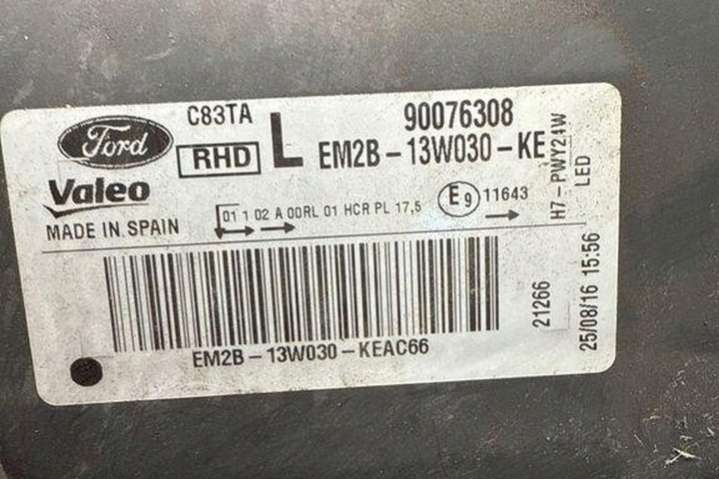 C83TA
90076308
Ford
RHD
L
EM2B-13W030-KE
Valeo
MADE IN SPAIN
01 1 02 A 00RL 01 HCR PL 17,5
E9
11643
H7-PWY24W
LED
21266
25/08/16 15:56
EM2B-13W030-KEAC66